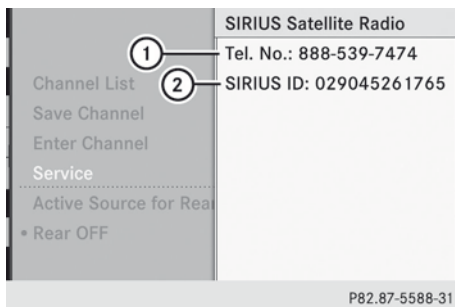 SIRIUS Satellite Radio
1 Tel. No.: 888-539-7474
Channel List 2 SIRIUS ID: 029045261765
Save Channel
Enter Channel
Service
Active Source for Rear
• Rear OFF
P82.87-5588-31